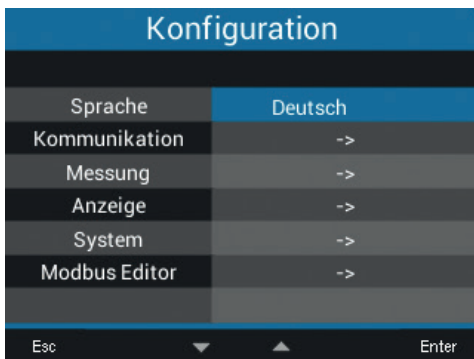 Konfiguration
Sprache Deutsch
Kommunikation ->
Messung ->
Anzeige ->
System ->
Modbus Editor ->
Esc Enter